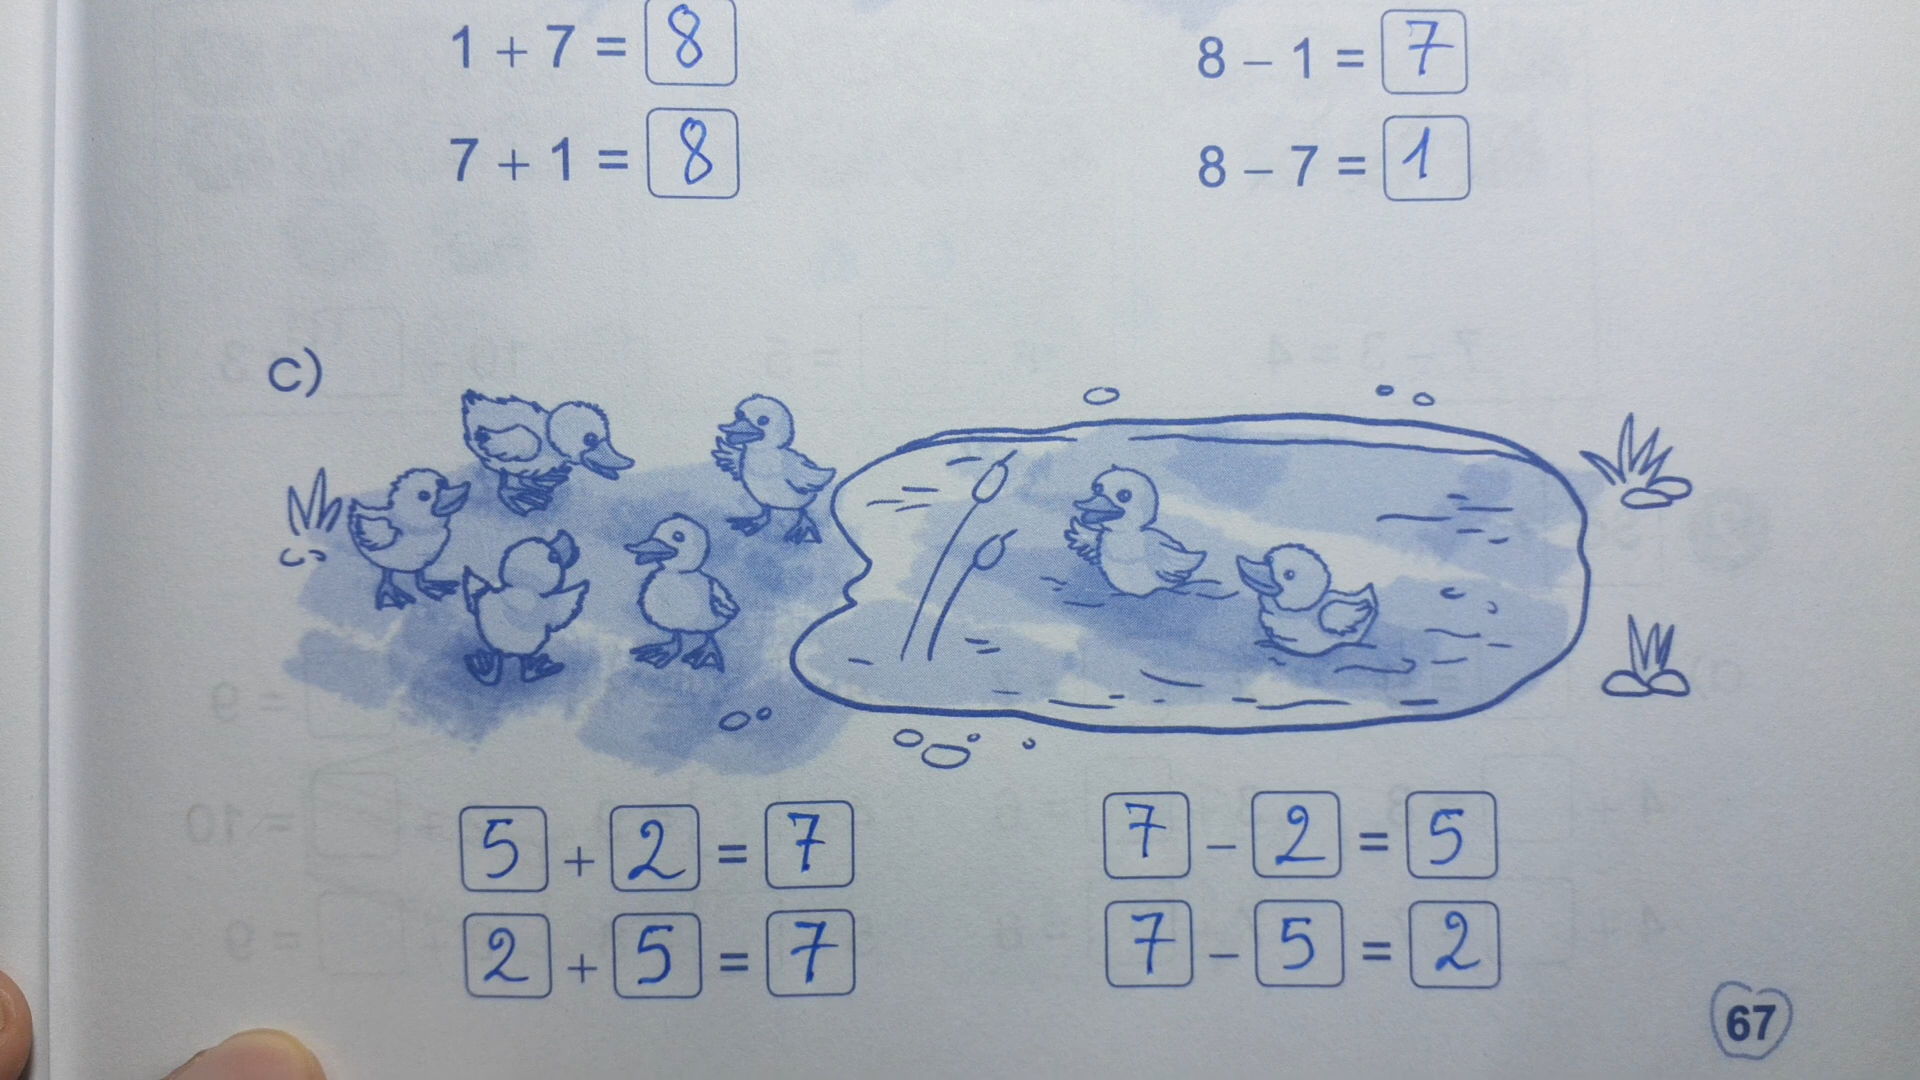 1 + 7 = 8
8 – 1 = 7
7 + 1 = 8
8 – 7 = 1
c)
5 + 2 = 7
7 – 2 = 5
2 + 5 = 7
7 – 5 = 2
67